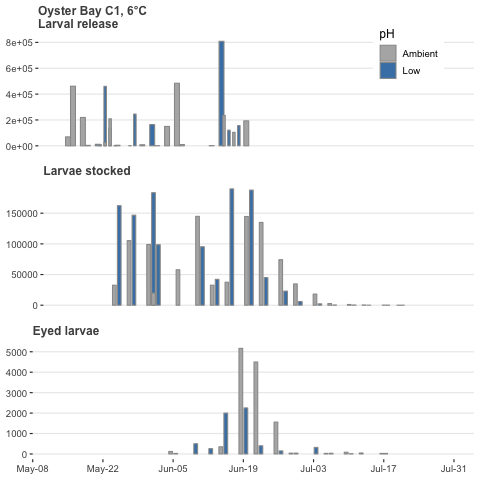 Oyster Bay C1, 6°C
Larval release
pH
Ambient
Low
8e+05
6e+05
4e+05
2e+05
0e+00
Larvae stocked
150000
100000
50000
0
Eyed larvae
5000
4000
3000
2000
1000
0
May-08 May-22 Jun-05 Jun-19 Jul-03 Jul-17 Jul-31